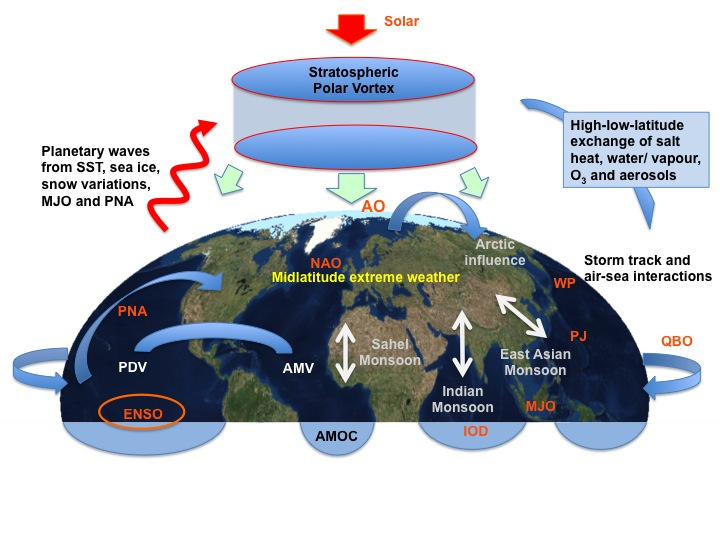 Solar
Stratospheric
Polar Vortex
High-low-latitude
exchange of salt
heat, water/ vapour,
O₃ and aerosols
Planetary waves
from SST, sea ice,
snow variations,
MJO and PNA
AO
Arctic
influence
Storm track and
air-sea interactions
NAO
Midlatitude extreme weather
WP
PNA
PJ
QBO
Sahel
Monsoon
East Asian
Monsoon
PDV
AMV
Indian
Monsoon
MJO
ENSO
IOD
AMOC